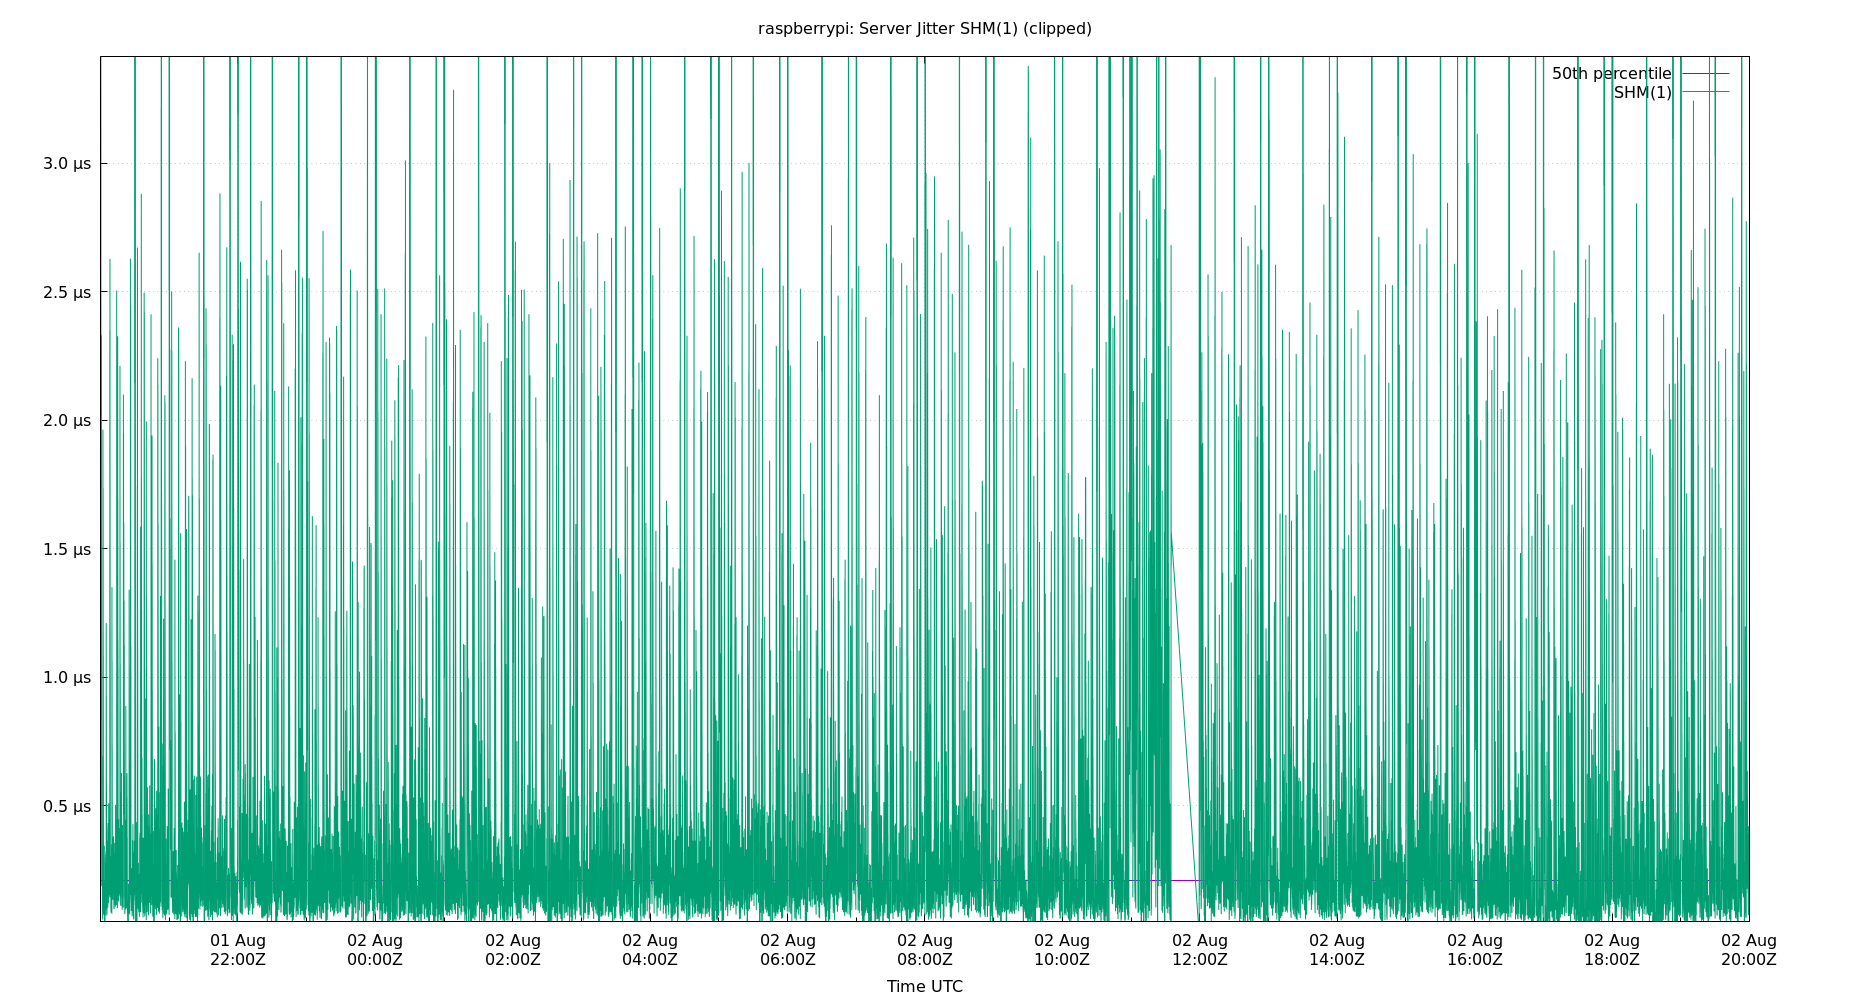 raspberrypi: Server Jitter SHM(1) (clipped)
50th percentile
SHM(1)
3.0 µs
2.5 µs
2.0 µs
1.5 µs
1.0 µs
0.5 µs
01 Aug 02 Aug 02 Aug 02 Aug 02 Aug 02 Aug 02 Aug 02 Aug 02 Aug 02 Aug 02 Aug 02 Aug
22:00Z 00:00Z 02:00Z 04:00Z 06:00Z 08:00Z 10:00Z 12:00Z 14:00Z 16:00Z 18:00Z 20:00Z
Time UTC